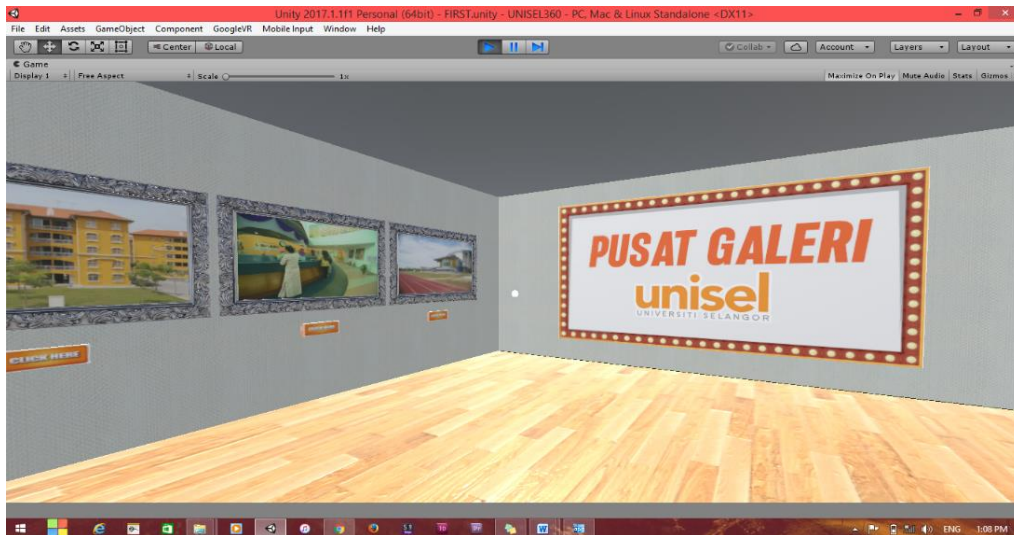 Unity 2017.1.1f1 Personal (64bit) - FIRST.unity - UNISEL360 - PC, Mac & Linux Standalone <DX11>
File Edit Assets GameObject Component GoogleVR Mobile Input Window Help
Center Local Collab Account Layers Layout
Game
Display 1 Free Aspect Scale 1x Maximize On Play Mute Audio Stats Gizmos
PUSAT GALERI
unisel
UNIVERSITI SELANGOR
CLICK HERE
ENG 1:08 PM